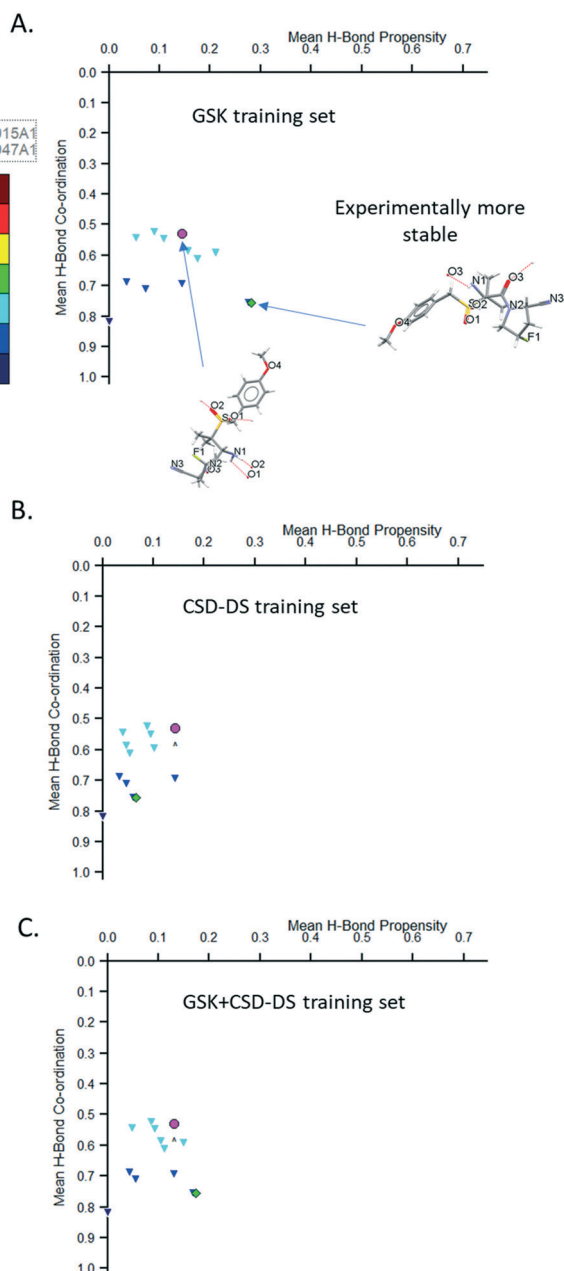 A.
Mean H-Bond Propensity
0.0 0.1 0.2 0.3 0.4 0.5 0.6 0.7
0.0
0.1
GSK training set
0.2
015A1
047A1
0.3
0.4
Experimentally more
stable
0.5
0.6
0.7
0.8
0.9
1.0
Mean H-Bond Co-ordination
O3 N1 O3 N3
S O2 N2
O1
O4 F1
O4
O2
S O1
F1 N1
N3 N2 O2
O3 O1
B.
Mean H-Bond Propensity
0.0 0.1 0.2 0.3 0.4 0.5 0.6 0.7
0.0
0.1
CSD-DS training set
0.2
0.3
0.4
0.5
0.6
0.7
0.8
0.9
1.0
Mean H-Bond Co-ordination
C.
Mean H-Bond Propensity
0.0 0.1 0.2 0.3 0.4 0.5 0.6 0.7
0.0
0.1
GSK+CSD-DS training set
0.2
0.3
0.4
0.5
0.6
0.7
0.8
0.9
1.0
Mean H-Bond Co-ordination